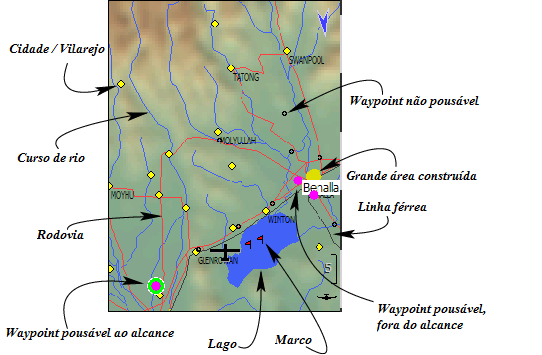 Cidade / Vilarejo
SWANPOOL
TATONG
Waypoint não pousável
MOLYULLAH
Curso de rio
Grande área construída
Benalla
MOYHU
Linha férrea
WINTON
Rodovia
GLENROWAN
5
Waypoint pousável ao alcance
Waypoint pousável,
fora do alcance
Lago
Marco